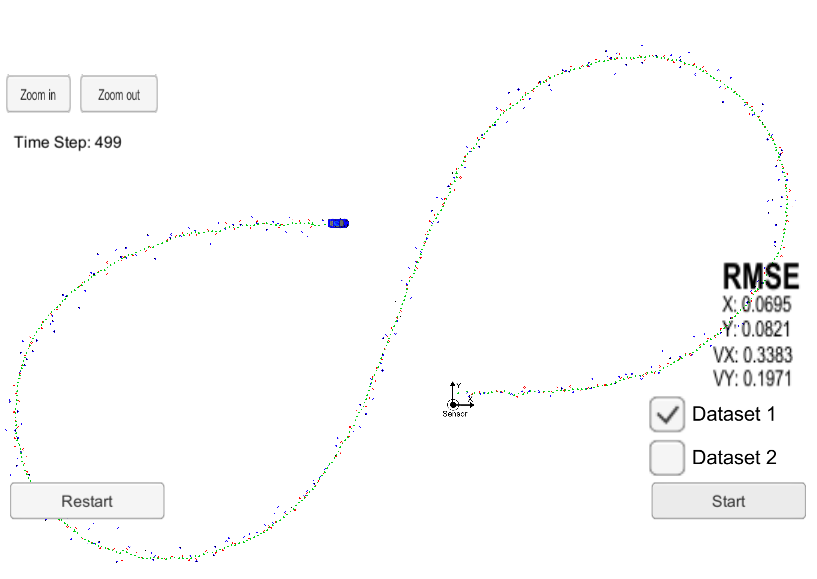 Zoom in
Zoom out
Time Step: 499
RMSE
X: 0.0695
Y: 0.0821
VX: 0.3383
VY: 0.1971
Y
X
Sensor
Dataset 1
Dataset 2
Restart
Start